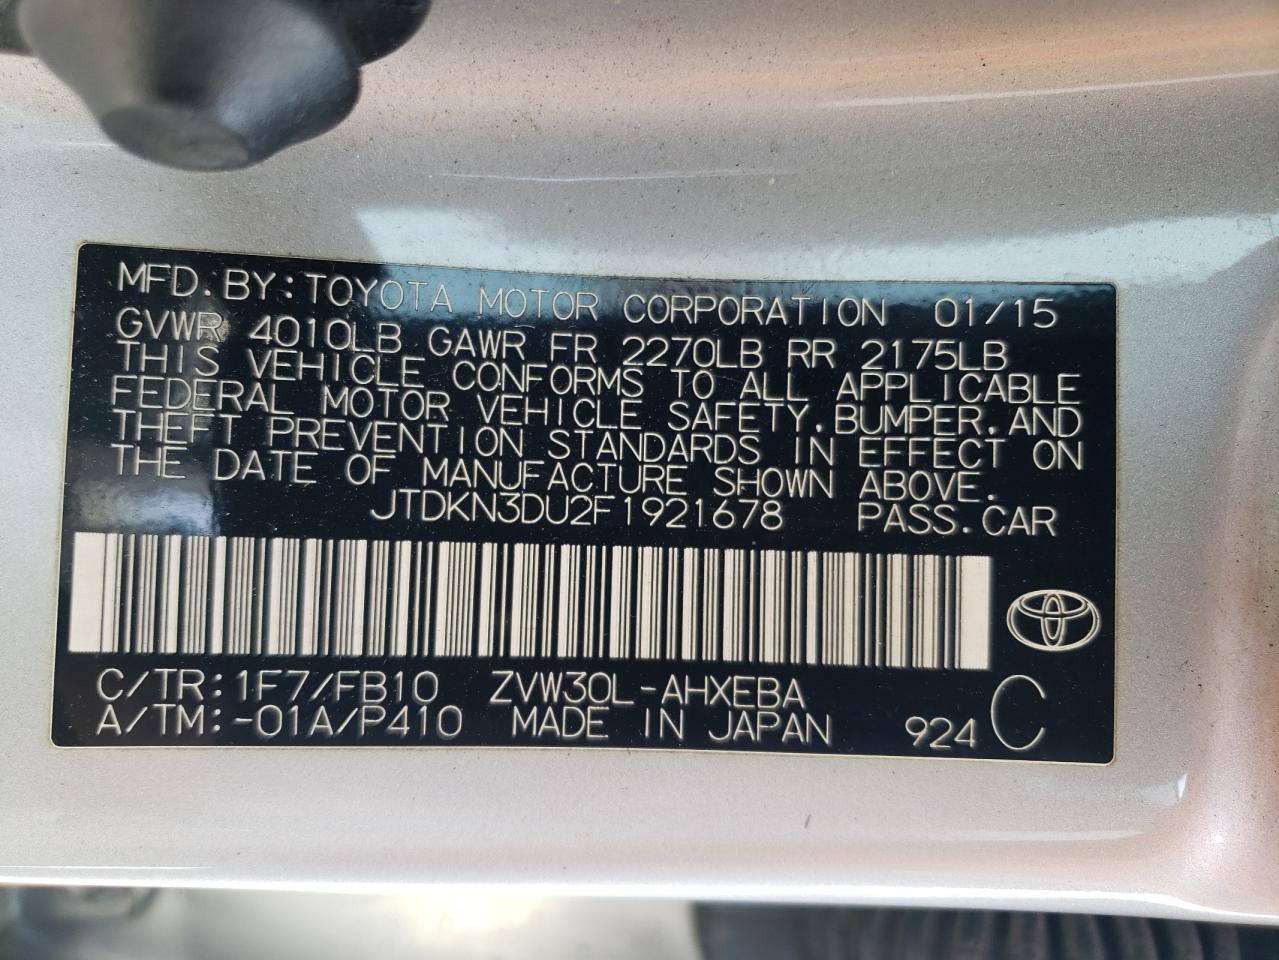 MFD. BY: TOYOTA MOTOR CORPORATION 01/15
GVWR 4010LB GAWR FR 2270LB RR 2175LB
THIS VEHICLE CONFORMS TO ALL APPLICABLE
FEDERAL MOTOR VEHICLE SAFETY, BUMPER, AND
THEFT PREVENTION STANDARDS IN EFFECT ON
THE DATE OF MANUFACTURE SHOWN ABOVE.
JTDKN3DU2F1921678 PASS. CAR
C/TR: 1F7/FB10 ZVW30L-AHXEBA
A/TM: -01A/P410 MADE IN JAPAN 924 C